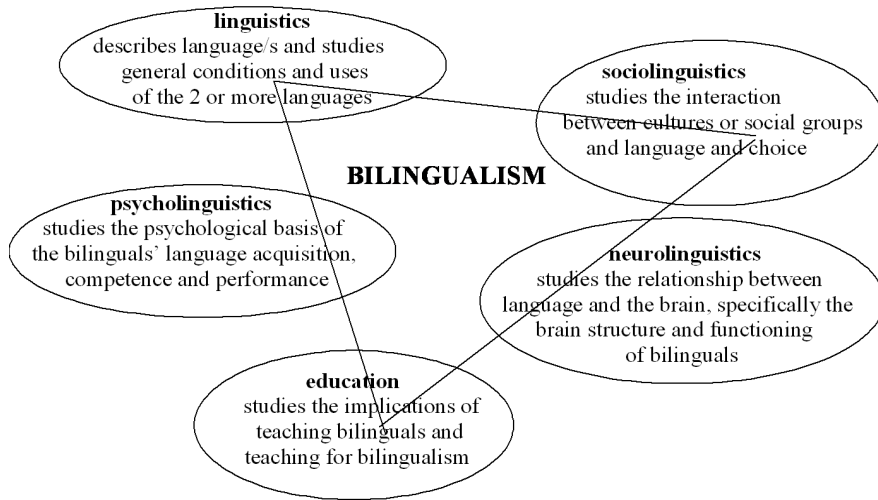 linguistics
describes language/s and studies
general conditions and uses
of the 2 or more languages
sociolinguistics
studies the interaction
between cultures or social groups
and language and choice
BILINGUALISM
psycholinguistics
studies the psychological basis of
the bilinguals’ language acquisition,
competence and performance
neurolinguistics
studies the relationship between
language and the brain, specifically the
brain structure and functioning
of bilinguals
education
studies the implications of
teaching bilinguals and
teaching for bilingualism